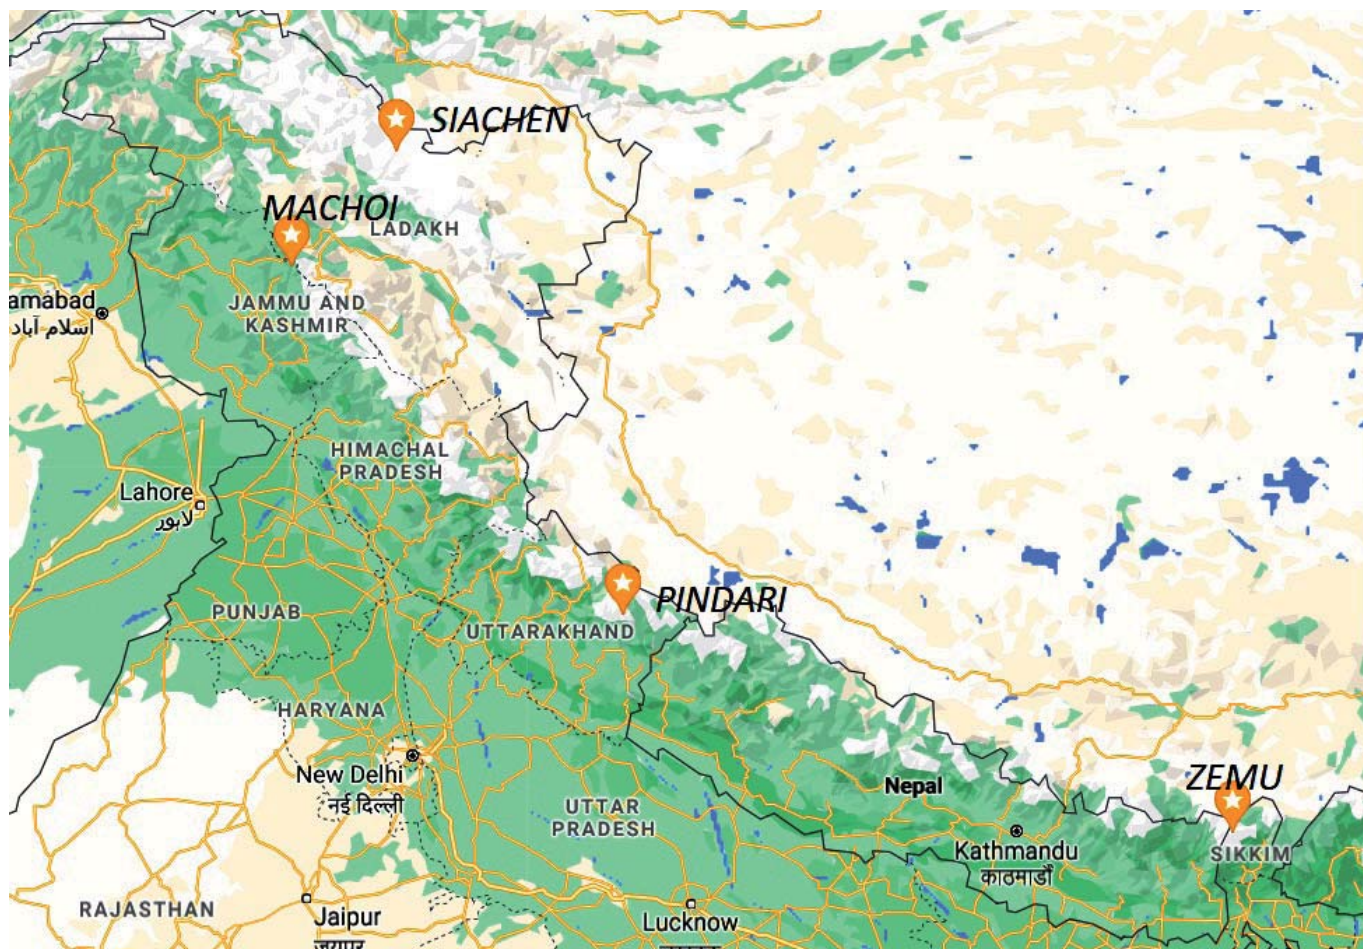 SIACHEN
MACHOI
LADAKH
amabad
اسلام آباد
JAMMU AND
KASHMIR
HIMACHAL
PRADESH
Lahore
لاہور
PUNJAB
PINDARI
UTTARAKHAND
HARYANA
New Delhi
नई दिल्ली
UTTAR
PRADESH
Nepal
ZEMU
Kathmandu
काठमाडौँ
SIKKIM
RAJASTHAN
Jaipur
जयपुर
Lucknow